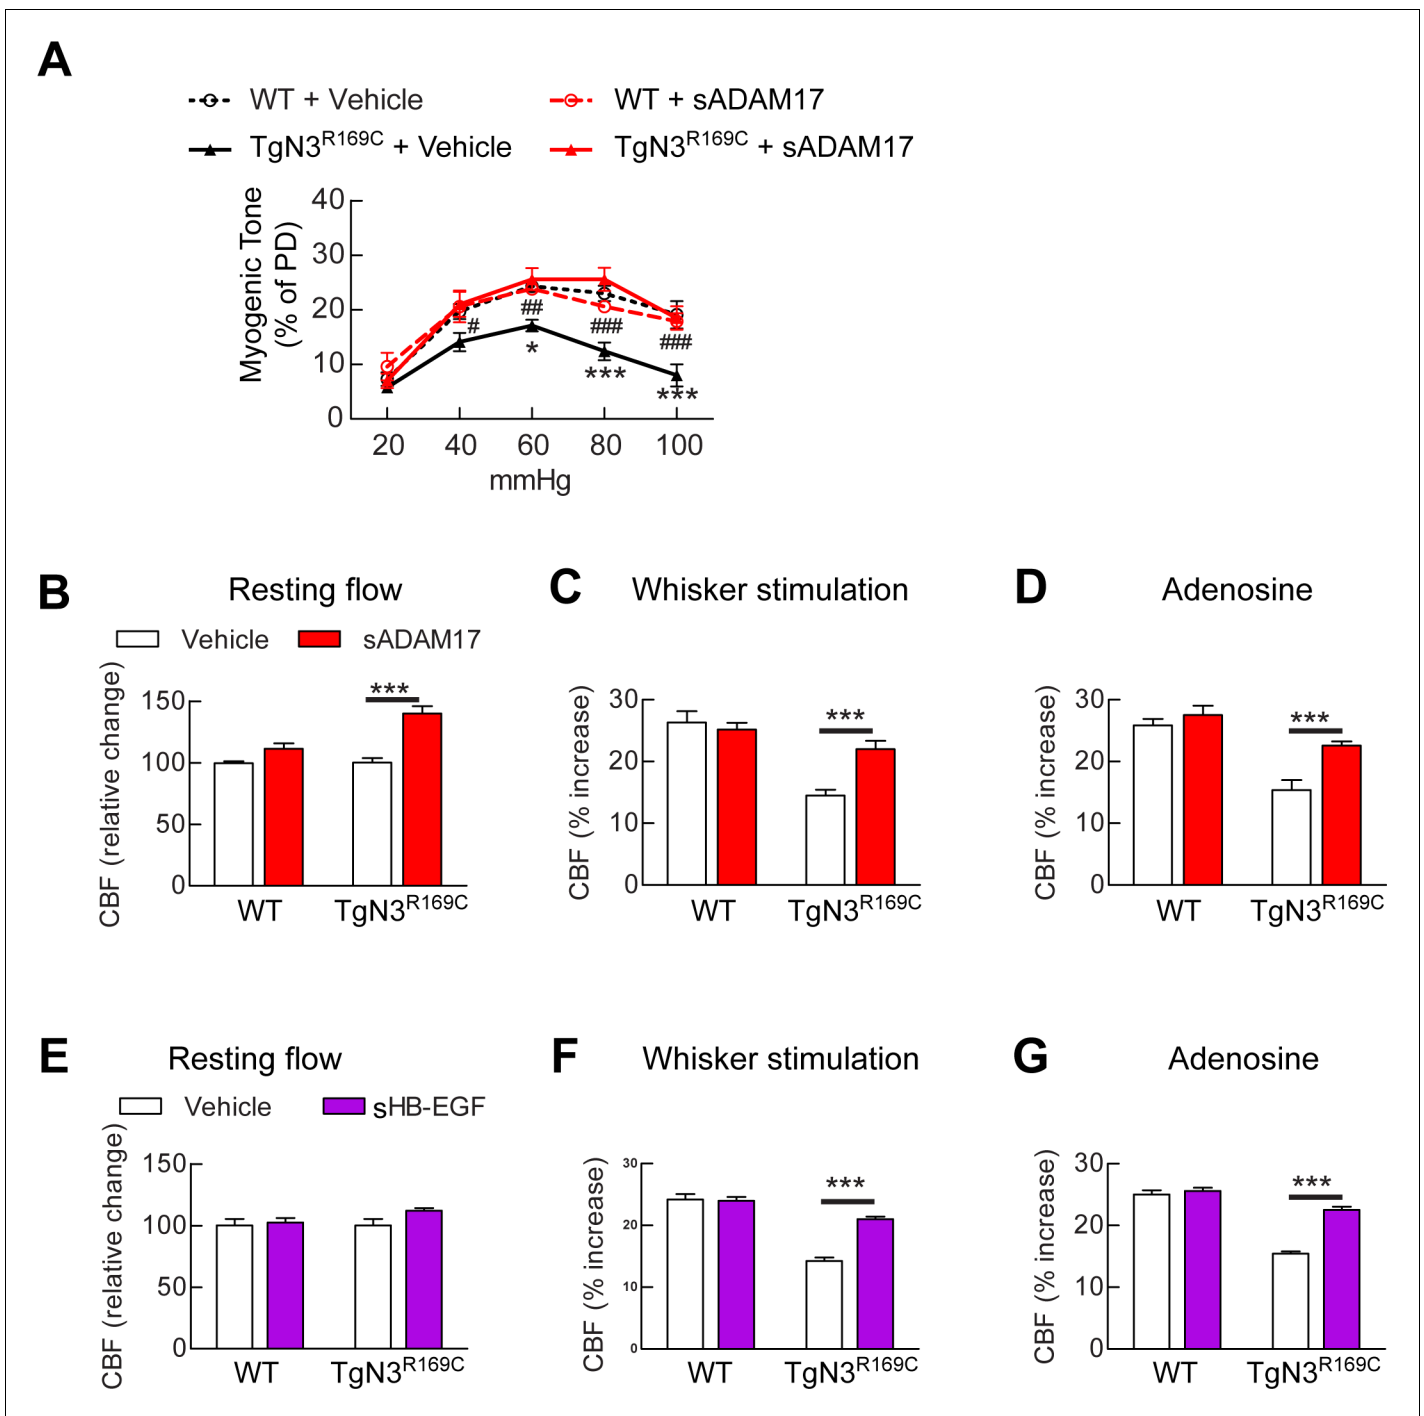 A
WT + Vehicle
WT + sADAM17
TgN3R169C + Vehicle
TgN3R169C + sADAM17
Myogenic Tone
(% of PD)
40
30
20
10
0
#
##
*
###
***
###
***
20 40 60 80 100
mmHg
B
Resting flow
Vehicle
sADAM17
CBF (relative change)
150
100
50
0
***
WT
TgN3R169C
C
Whisker stimulation
CBF (% increase)
30
20
10
0
***
WT
TgN3R169C
D
Adenosine
CBF (% increase)
30
20
10
0
***
WT
TgN3R169C
E
Resting flow
Vehicle
sHB-EGF
CBF (relative change)
150
100
50
0
WT
TgN3R169C
F
Whisker stimulation
CBF (% increase)
30
20
10
0
***
WT
TgN3R169C
G
Adenosine
CBF (% increase)
30
20
10
0
***
WT
TgN3R169C